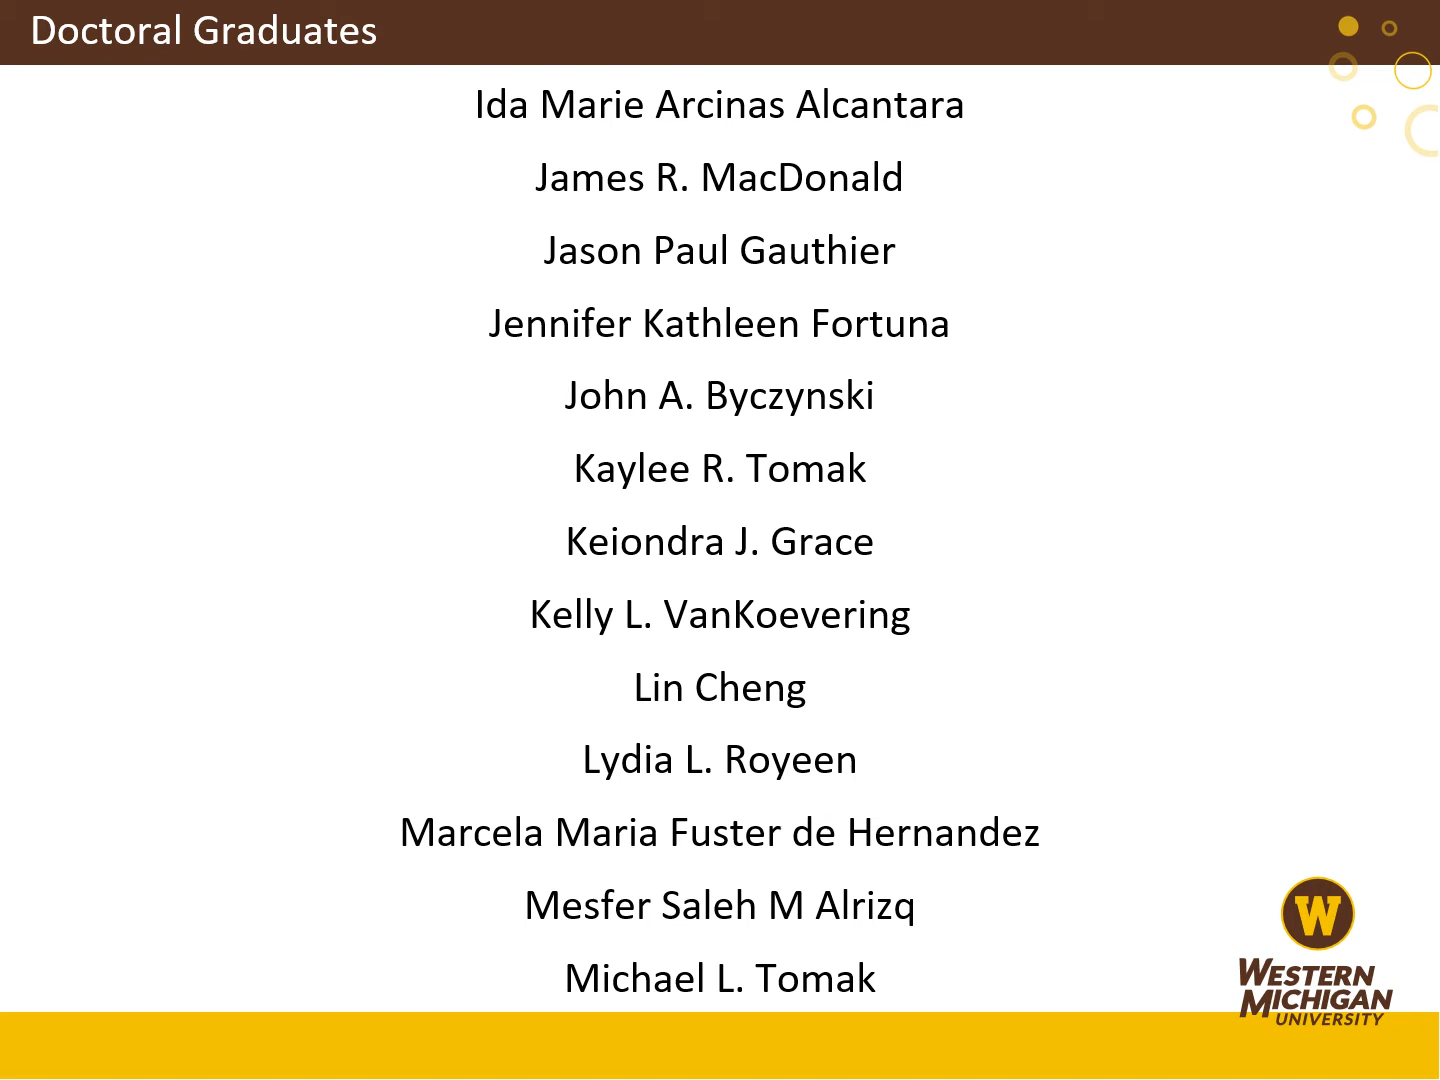 Doctoral Graduates
Ida Marie Arcinas Alcantara
James R. MacDonald
Jason Paul Gauthier
Jennifer Kathleen Fortuna
John A. Byczynski
Kaylee R. Tomak
Keiondra J. Grace
Kelly L. VanKoevering
Lin Cheng
Lydia L. Royeen
Marcela Maria Fuster de Hernandez
Mesfer Saleh M Alrizq
Michael L. Tomak
W
WESTERN
MICHIGAN
UNIVERSITY